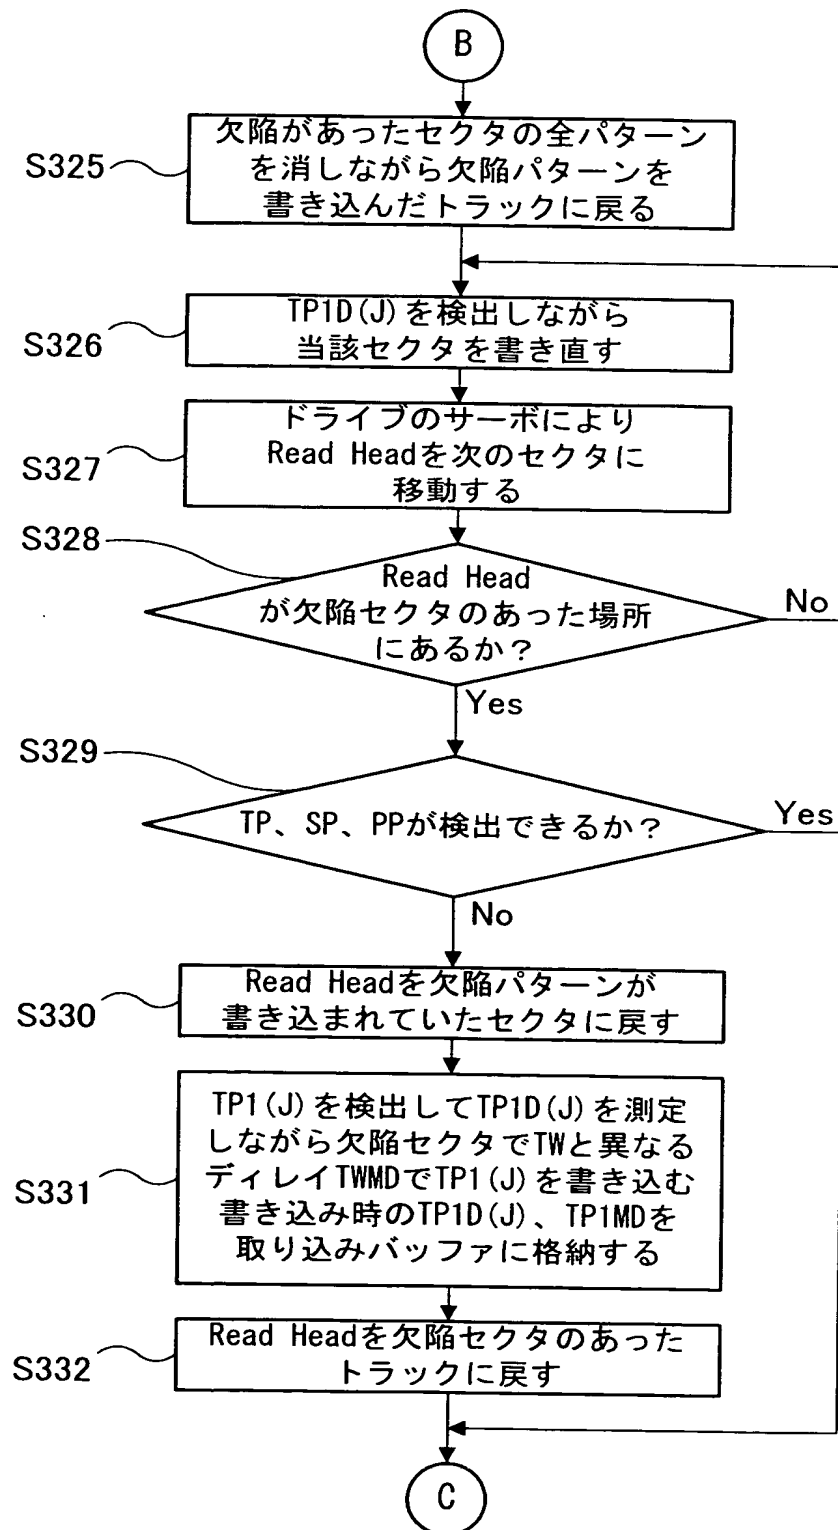 B
S325
欠陥があったセクタの全パターン
を消しながら欠陥パターンを
書き込んだトラックに戻る
S326
TP1D(J)を検出しながら
当該セクタを書き直す
S327
ドライブのサーボにより
Read Headを次のセクタに
移動する
S328
Read Head
が欠陥セクタのあった場所
にあるか?
No
Yes
S329
TP、SP、PPが検出できるか?
Yes
No
S330
Read Headを欠陥パターンが
書き込まれていたセクタに戻す
S331
TP1(J)を検出してTP1D(J)を測定
しながら欠陥セクタでTWと異なる
ディレイTWMDでTP1(J)を書き込む
書き込み時のTP1D(J)、TP1MDを
取り込みバッファに格納する
S332
Read Headを欠陥セクタのあった
トラックに戻す
C